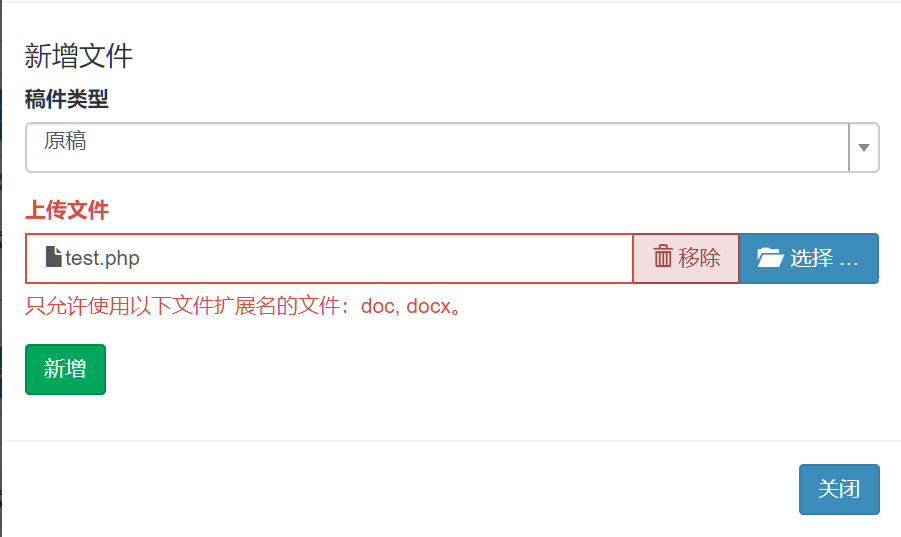 新增文件
稿件类型
原稿
上传文件
test.php 移除 选择 …
只允许使用以下文件扩展名的文件：doc, docx。
新增
关闭